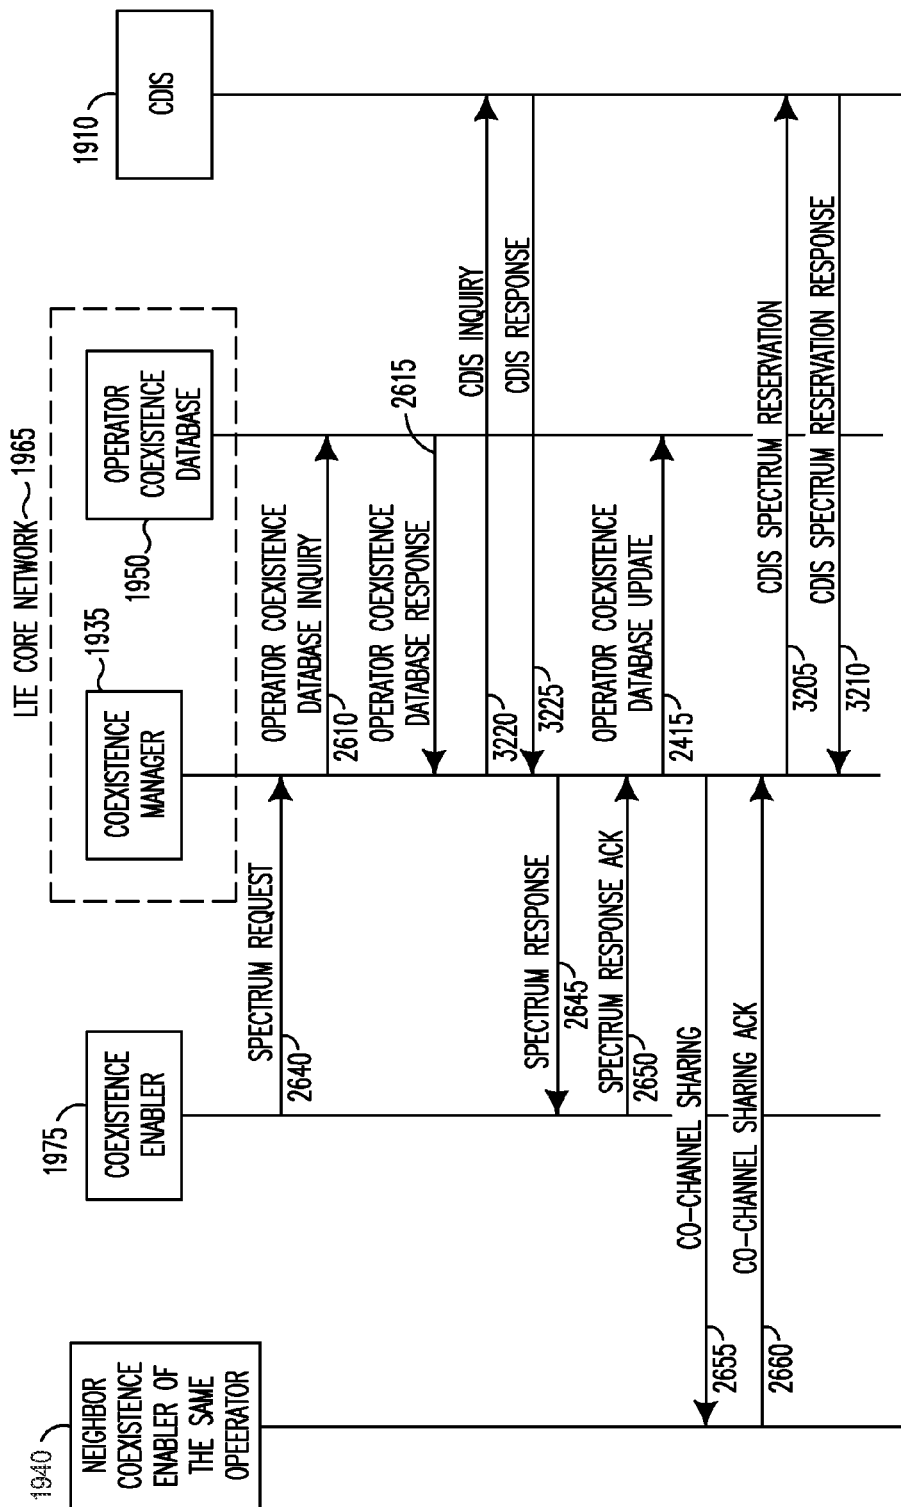 LTE CORE NETWORK 1965
1940
NEIGHBOR
COEXISTENCE
ENABLER OF
THE SAME
OPEERATOR
1975
COEXISTENCE
ENABLER
1935
COEXISTENCE
MANAGER
1950
OPERATOR
COEXISTENCE
DATABASE
1910
CDIS
SPECTRUM REQUEST
2640
OPERATOR COEXISTENCE
DATABASE INQUIRY
2610
OPERATOR COEXISTENCE
DATABASE RESPONSE
2615
CDIS INQUIRY
3220
CDIS RESPONSE
3225
SPECTRUM RESPONSE
2645
SPECTRUM RESPONSE ACK
2650
OPERATOR COEXISTENCE
DATABASE UPDATE
2415
CO-CHANNEL SHARING
2655
CO-CHANNEL SHARING ACK
2660
CDIS SPECTRUM RESERVATION
3205
CDIS SPECTRUM RESERVATION RESPONSE
3210